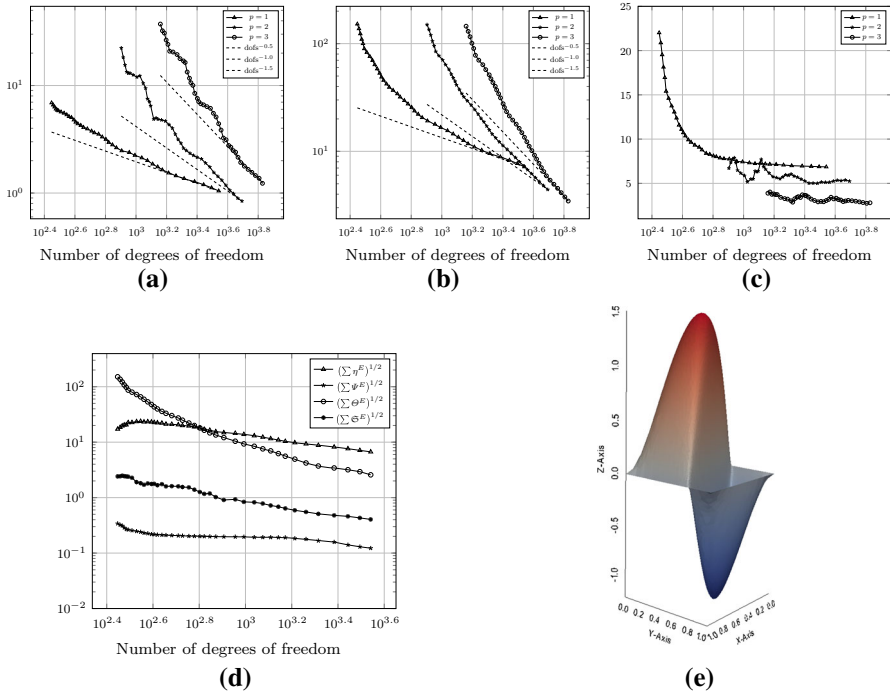 p = 1
p = 2
p = 3
dofs^{-0.5}
dofs^{-1.0}
dofs^{-1.5}
10^1
10^0
10^{2.4} 10^{2.6} 10^{2.8} 10^3 10^{3.2} 10^{3.4} 10^{3.6} 10^{3.8}
Number of degrees of freedom
(a)
p = 1
p = 2
p = 3
dofs^{-0.5}
dofs^{-1.0}
dofs^{-1.5}
10^2
10^1
10^{2.4} 10^{2.6} 10^{2.8} 10^3 10^{3.2} 10^{3.4} 10^{3.6} 10^{3.8}
Number of degrees of freedom
(b)
p = 1
p = 2
p = 3
25
20
15
10
5
10^{2.4} 10^{2.6} 10^{2.8} 10^3 10^{3.2} 10^{3.4} 10^{3.6} 10^{3.8}
Number of degrees of freedom
(c)
(∑ η^E)^{1/2}
(∑ Ψ^E)^{1/2}
(∑ Θ^E)^{1/2}
(∑ 𝔖^E)^{1/2}
10^2
10^1
10^0
10^{-1}
10^{-2}
10^{2.4} 10^{2.6} 10^{2.8} 10^3 10^{3.2} 10^{3.4} 10^{3.6}
Number of degrees of freedom
(d)
1.5
1.0
0.5
0.0
-0.5
-1.0
Z-Axis
0.0 0.2 0.4 0.6 0.8 1.0
Y-Axis
1.0 0.8 0.6 0.4 0.2 0.0
X-Axis
(e)